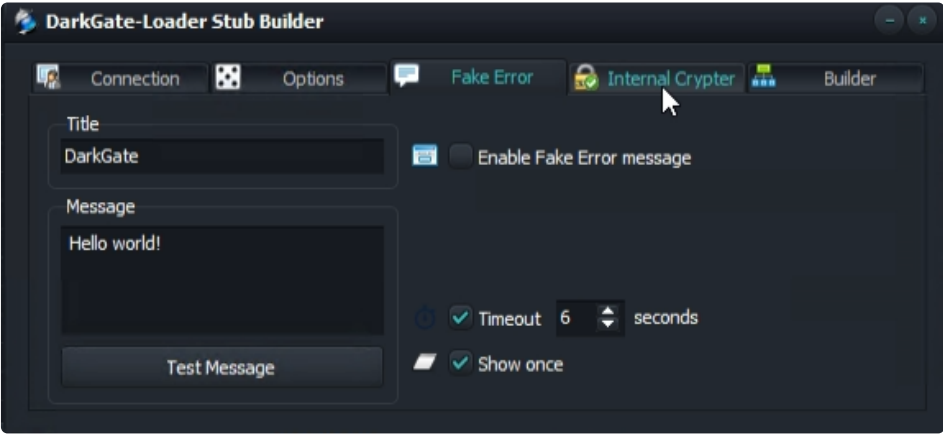 DarkGate-Loader Stub Builder
Connection Options Fake Error Internal Crypter Builder
Title
DarkGate
Enable Fake Error message
Message
Hello world!
Timeout 6 seconds
Show once
Test Message